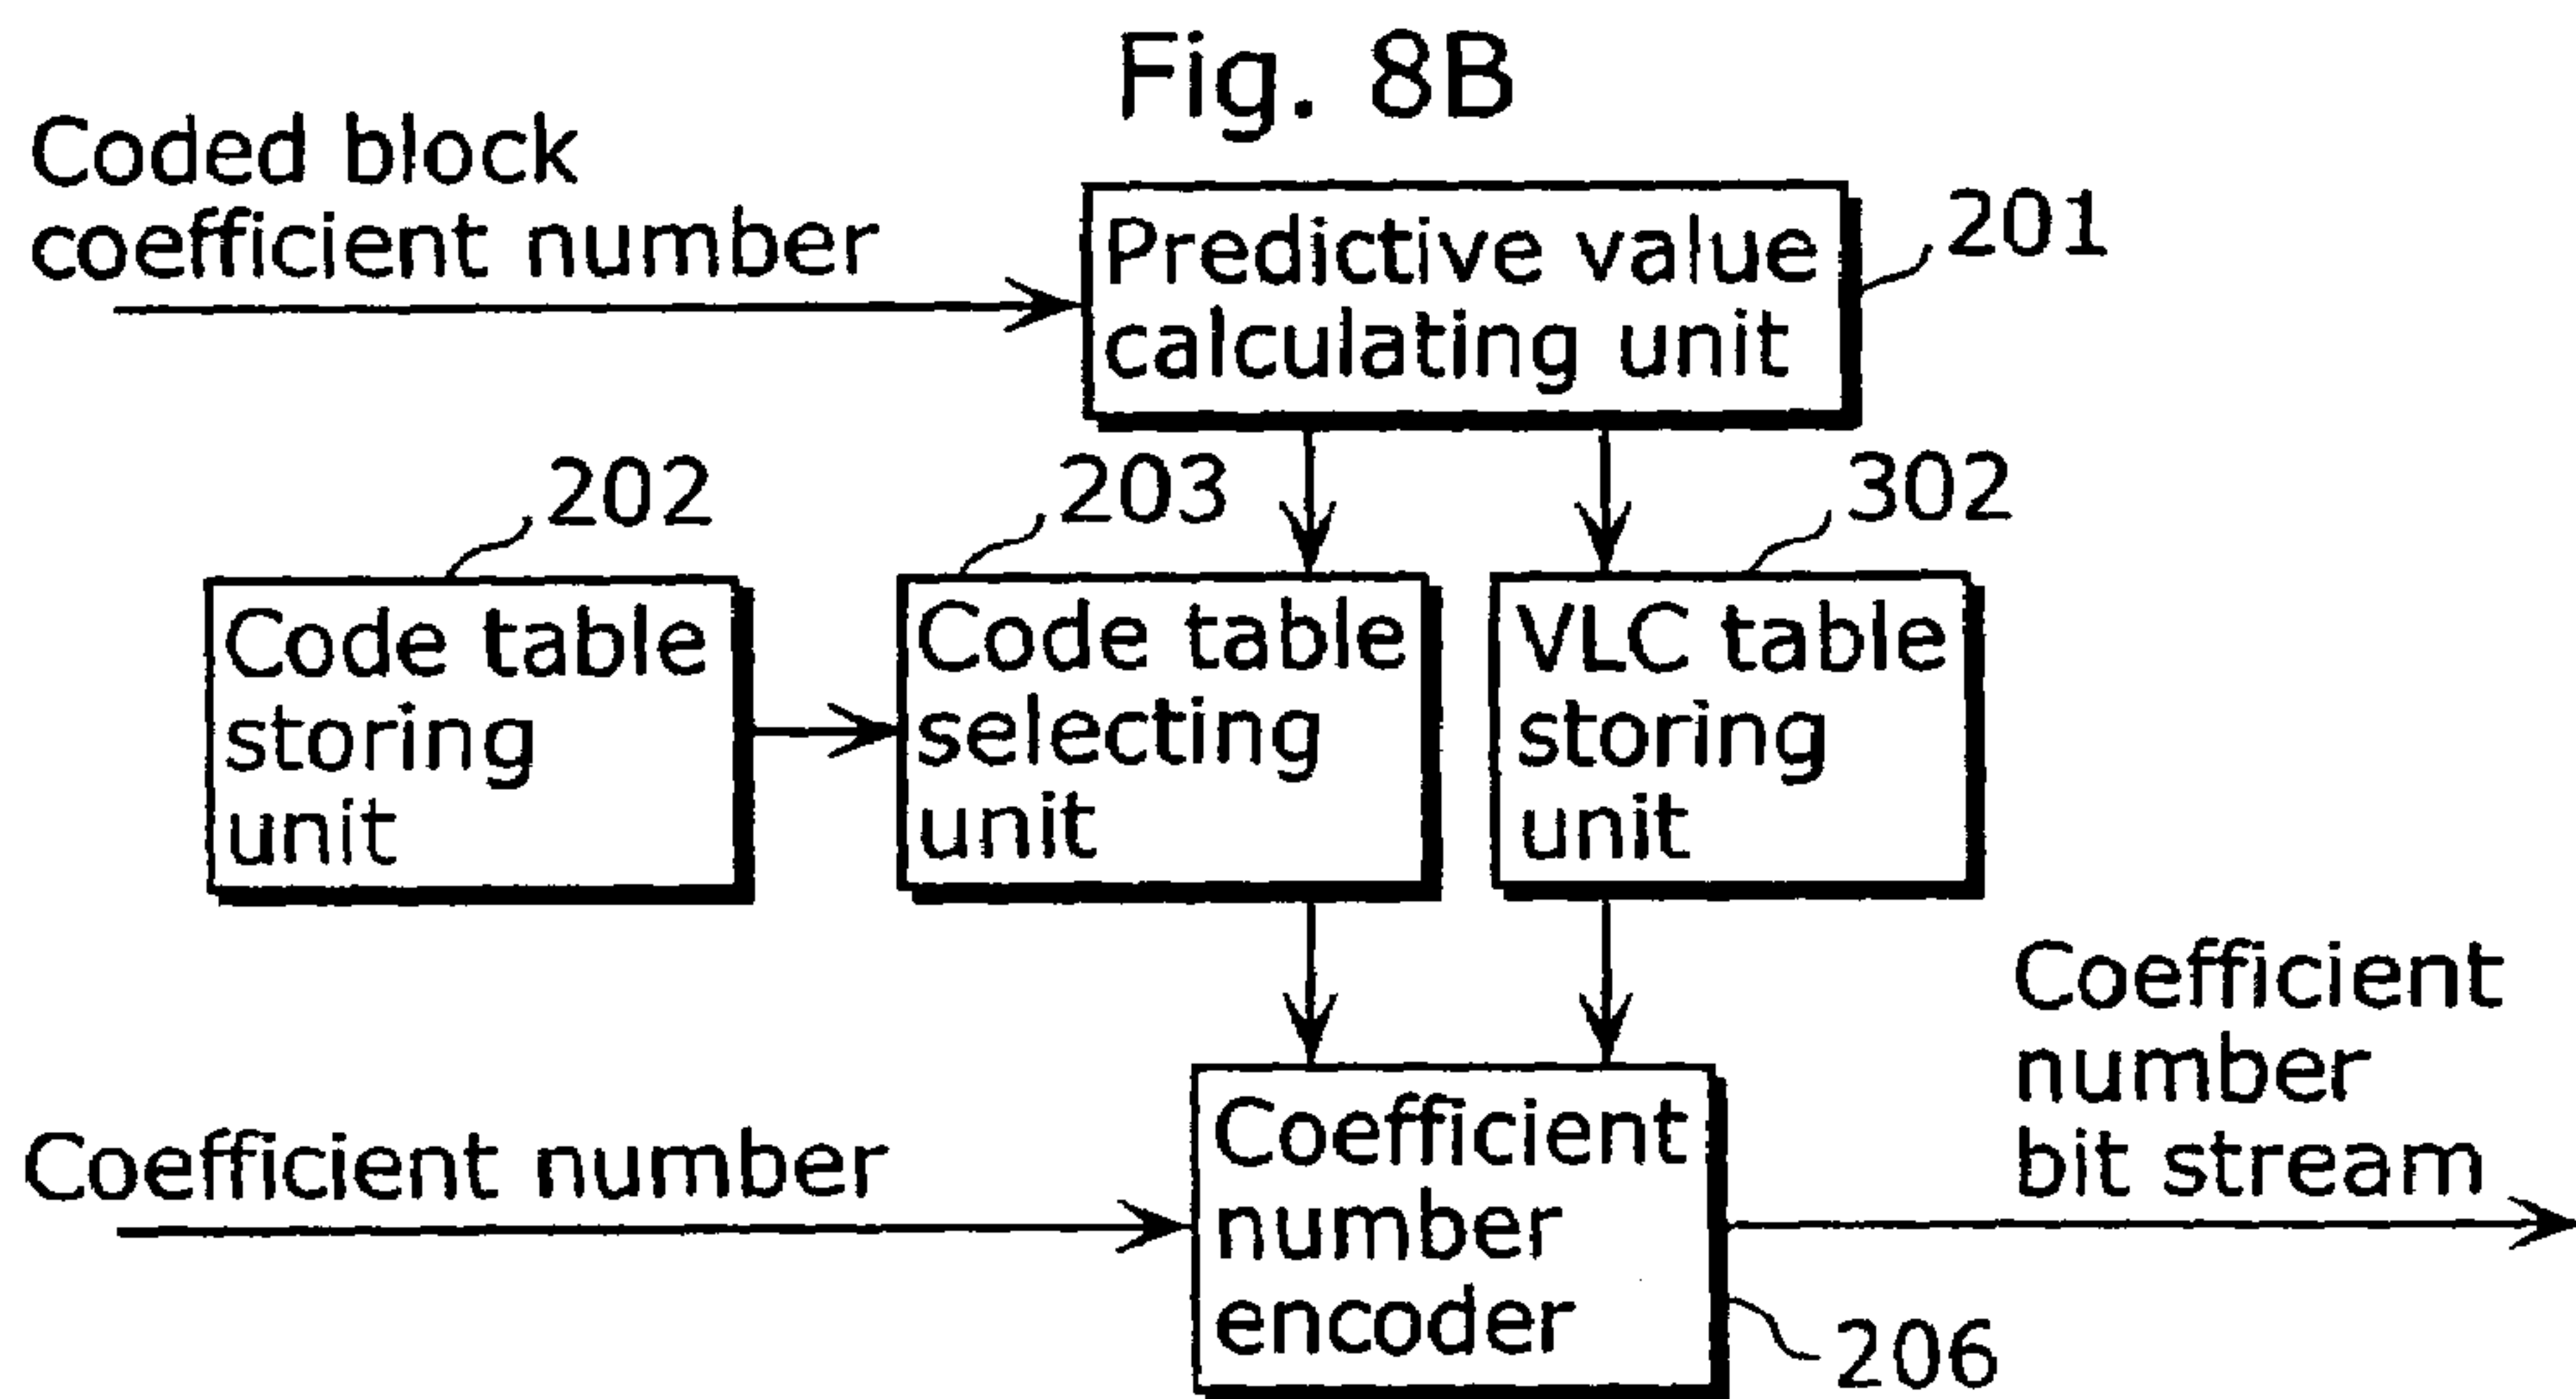 Fig. 8B
Coded block
coefficient number
Predictive value
calculating unit
201
202
203
302
Code table
storing
unit
Code table
selecting
unit
VLC table
storing
unit
Coefficient number
Coefficient
number
encoder
Coefficient
number
bit stream
206